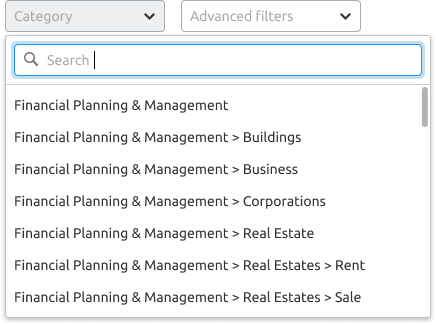 Category
Advanced filters
Search
Financial Planning & Management
Financial Planning & Management > Buildings
Financial Planning & Management > Business
Financial Planning & Management > Corporations
Financial Planning & Management > Real Estate
Financial Planning & Management > Real Estates > Rent
Financial Planning & Management > Real Estates > Sale